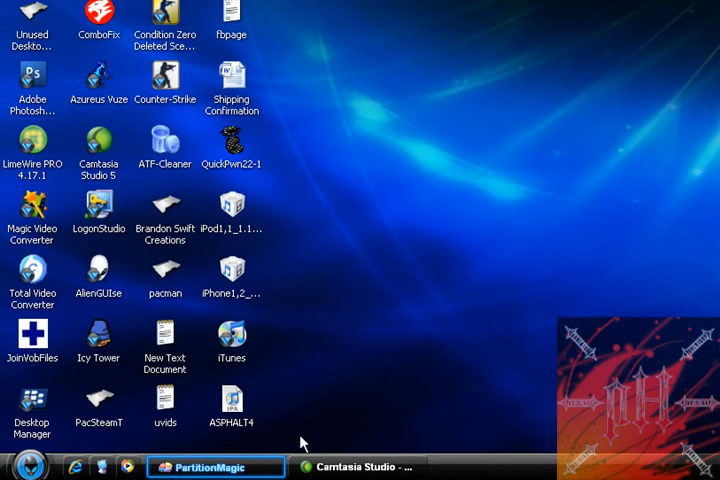 Unused
Deskto...
ComboFix
Condition Zero
Deleted Sce...
fbpage
Adobe
Photosh...
Azureus Vuze
Counter-Strike
Shipping
Confirmation
LimeWire PRO
4.17.1
Camtasia
Studio 5
ATF-Cleaner
QuickPwn22-1
Magic Video
Converter
LogonStudio
Brandon Swift
Creations
iPod1,1_1.1...
Total Video
Converter
AlienGUIse
pacman
iPhone1,2_...
JoinVobFiles
Icy Tower
New Text
Document
iTunes
Desktop
Manager
PacSteamT
uvids
ASPHALT4
PartitionMagic
Camtasia Studio - ...